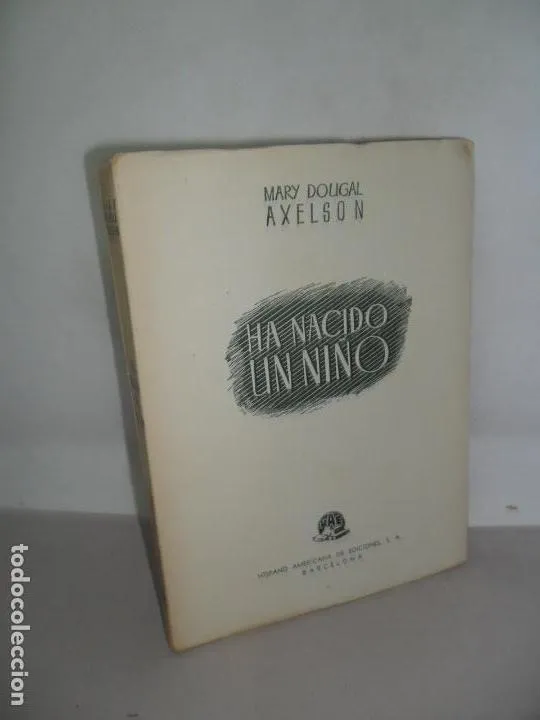 MARY DOUGAL
AXELSON
HA NACIDO
UN NIÑO
HAE
HISPANO AMERICANA DE EDICIONES, S. A.
BARCELONA
todocoleccion